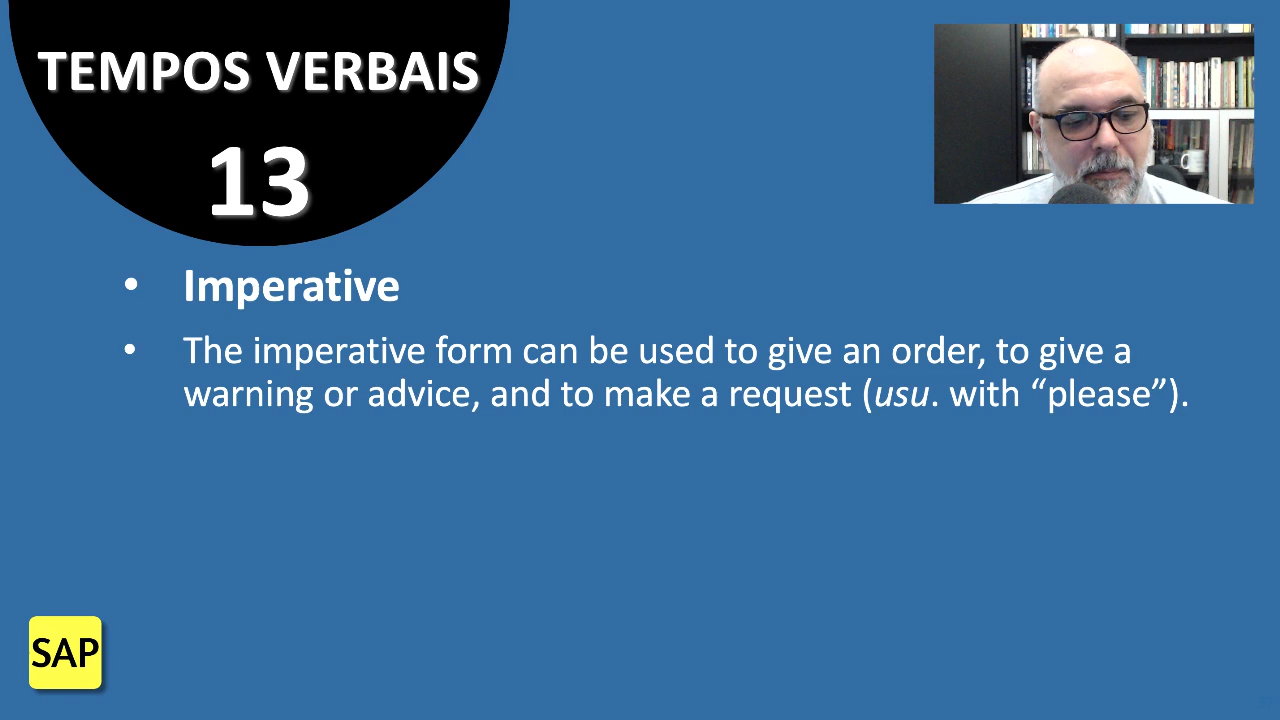 TEMPOS VERBAIS
13
• Imperative
• The imperative form can be used to give an order, to give a
warning or advice, and to make a request (usu. with “please”).
SAP